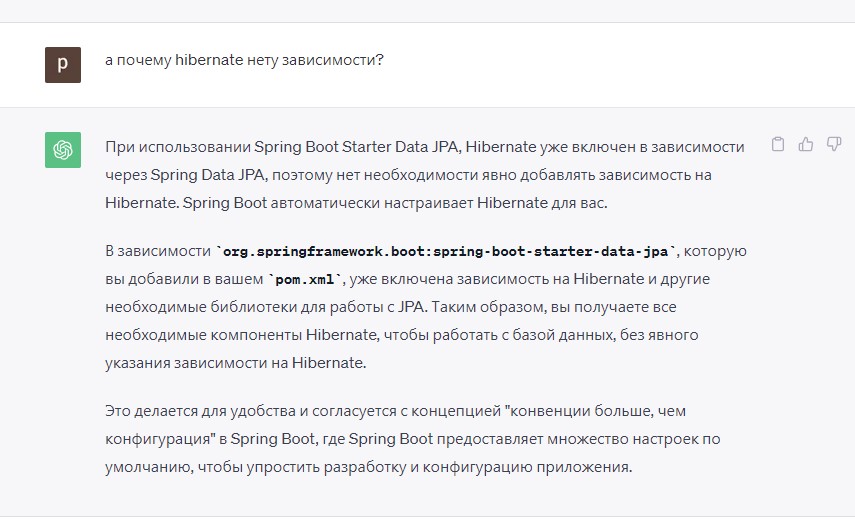 p
а почему hibernate нету зависимости?
При использовании Spring Boot Starter Data JPA, Hibernate уже включен в зависимости
через Spring Data JPA, поэтому нет необходимости явно добавлять зависимость на
Hibernate. Spring Boot автоматически настраивает Hibernate для вас.
В зависимости `org.springframework.boot:spring-boot-starter-data-jpa`, которую
вы добавили в вашем `pom.xml`, уже включена зависимость на Hibernate и другие
необходимые библиотеки для работы с JPA. Таким образом, вы получаете все
необходимые компоненты Hibernate, чтобы работать с базой данных, без явного
указания зависимости на Hibernate.
Это делается для удобства и согласуется с концепцией "конвенции больше, чем
конфигурация" в Spring Boot, где Spring Boot предоставляет множество настроек по
умолчанию, чтобы упростить разработку и конфигурацию приложения.